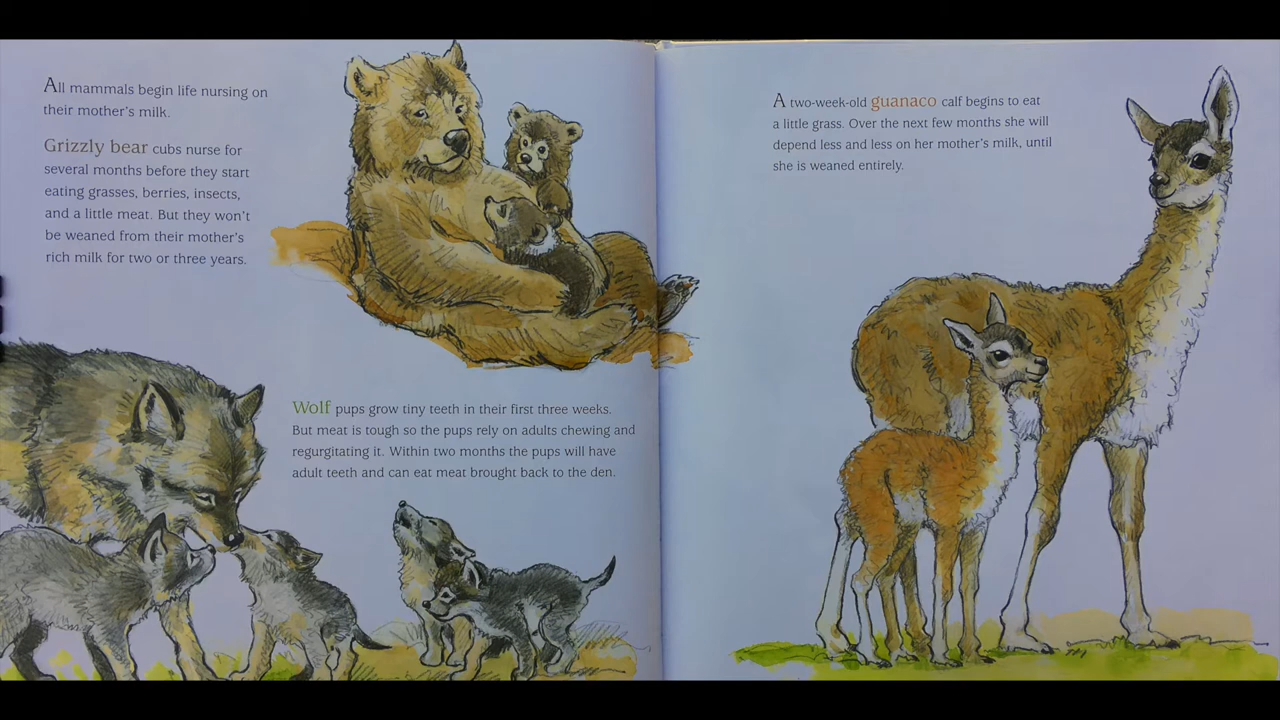 All mammals begin life nursing on
their mother's milk.
Grizzly bear cubs nurse for
several months before they start
eating grasses, berries, insects,
and a little meat. But they won't
be weaned from their mother's
rich milk for two or three years.
Wolf pups grow tiny teeth in their first three weeks.
But meat is tough so the pups rely on adults chewing and
regurgitating it. Within two months the pups will have
adult teeth and can eat meat brought back to the den.
A two-week-old guanaco calf begins to eat
a little grass. Over the next few months she will
depend less and less on her mother's milk, until
she is weaned entirely.